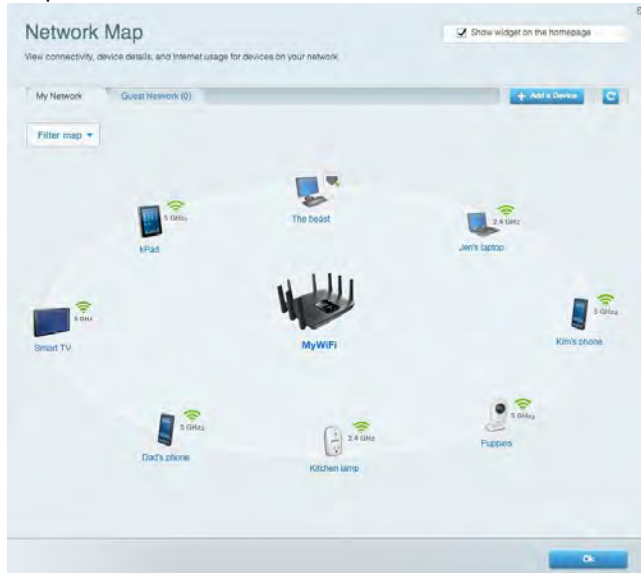 Network Map
Show widget on the homepage
View connectivity, device details, and Internet usage for devices on your network
My Network
Guest Network (0)
+ Add a Device
Filter map
The beast
5 GHz
2.4 GHz
kPad
Jen's laptop
5 GHz
5 GHz
Smart TV
MyWiFi
Kim's phone
5 GHz
2.4 GHz
5 GHz
Dad's phone
Kitchen lamp
Puppies
Ok